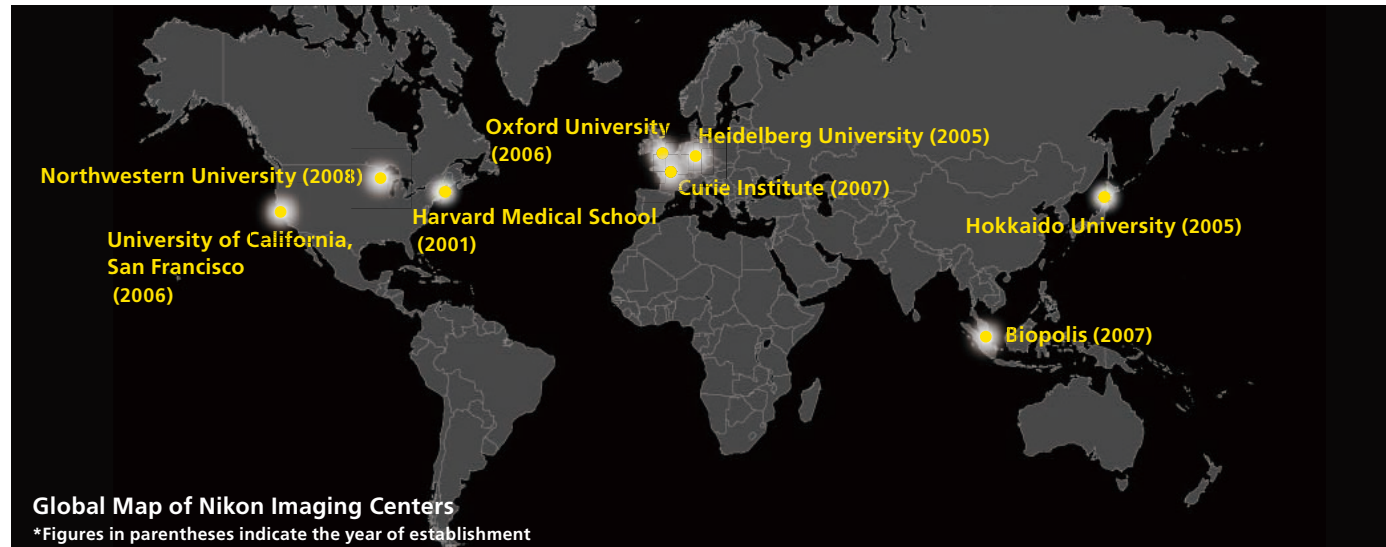 Oxford University
(2006)
Heidelberg University (2005)
Northwestern University (2008)
Curie Institute (2007)
Harvard Medical School
(2001)
University of California,
San Francisco
(2006)
Hokkaido University (2005)
Biopolis (2007)
Global Map of Nikon Imaging Centers
*Figures in parentheses indicate the year of establishment